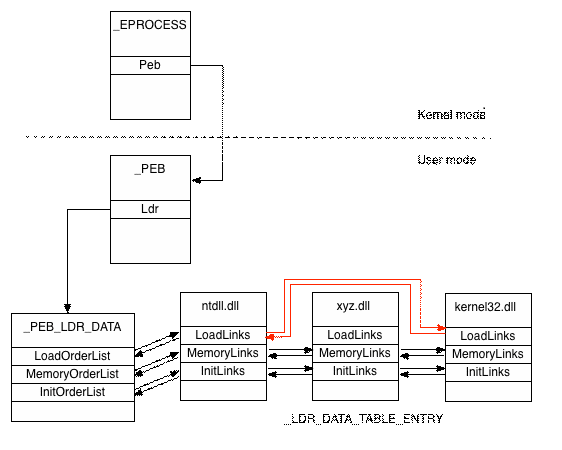 _EPROCESS
Peb
Kernel mode
User mode
_PEB
Ldr
_PEB_LDR_DATA
LoadOrderList
MemoryOrderList
InitOrderList
ntdll.dll
LoadLinks
MemoryLinks
InitLinks
xyz.dll
LoadLinks
MemoryLinks
InitLinks
kernel32.dll
LoadLinks
MemoryLinks
InitLinks
_LDR_DATA_TABLE_ENTRY